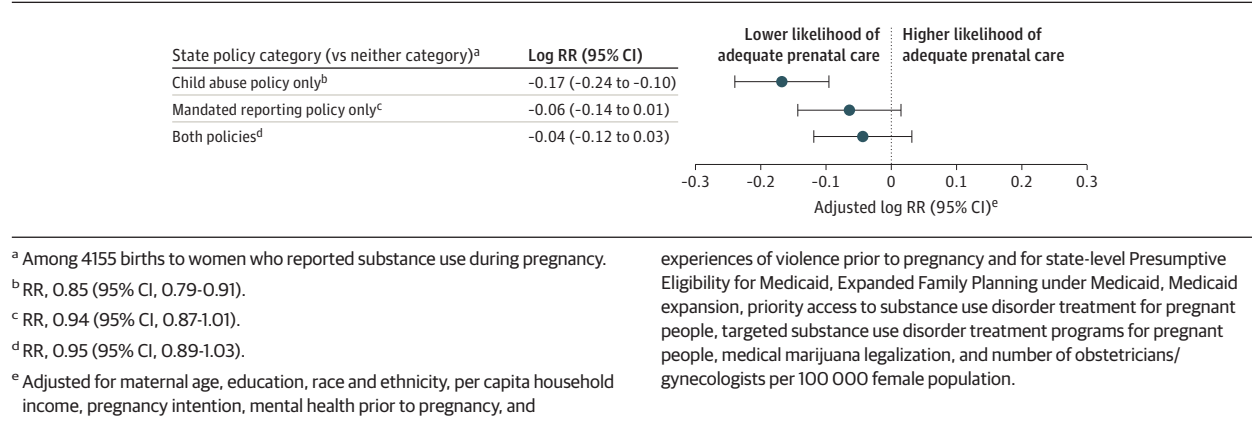 State policy category (vs neither category)a
Log RR (95% CI)
Lower likelihood of
adequate prenatal care
Higher likelihood of
adequate prenatal care
Child abuse policy onlyb
-0.17 (-0.24 to -0.10)
Mandated reporting policy onlyc
-0.06 (-0.14 to 0.01)
Both policiesd
-0.04 (-0.12 to 0.03)
-0.3 -0.2 -0.1 0 0.1 0.2 0.3
Adjusted log RR (95% CI)e
a Among 4155 births to women who reported substance use during pregnancy.
b RR, 0.85 (95% CI, 0.79-0.91).
c RR, 0.94 (95% CI, 0.87-1.01).
d RR, 0.95 (95% CI, 0.89-1.03).
e Adjusted for maternal age, education, race and ethnicity, per capita household
income, pregnancy intention, mental health prior to pregnancy, and
experiences of violence prior to pregnancy and for state-level Presumptive
Eligibility for Medicaid, Expanded Family Planning under Medicaid, Medicaid
expansion, priority access to substance use disorder treatment for pregnant
people, targeted substance use disorder treatment programs for pregnant
people, medical marijuana legalization, and number of obstetricians/
gynecologists per 100 000 female population.